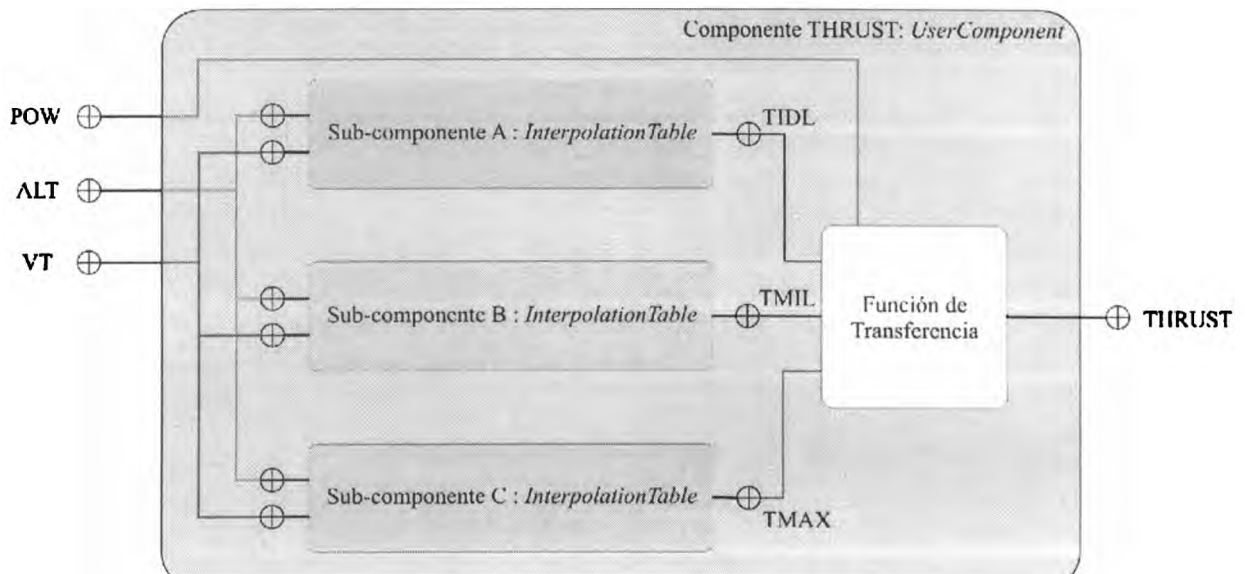 Componente THRUST: UserComponent
POW
Sub-componente A : InterpolationTable
TIDL
ALT
VT
Sub-componente B : InterpolationTable
TMIL
Función de
Transferencia
THRUST
Sub-componente C : InterpolationTable
TMAX